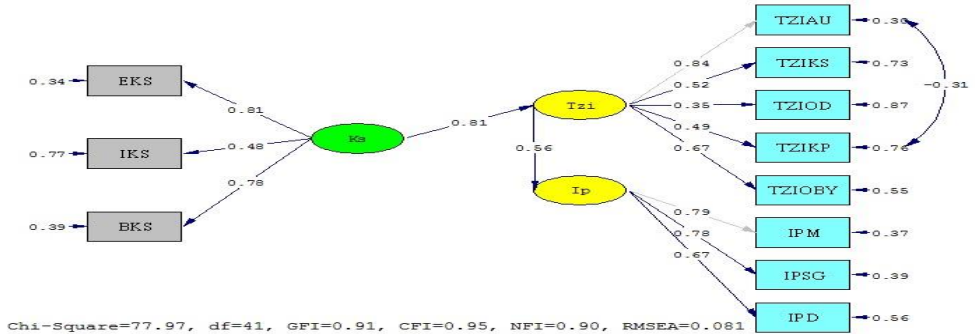 TZIAU
0.30
0.84
TZIKS
0.73
0.34
EKS
0.52
-0.31
0.81
Tzi
0.35
TZIOD
0.87
Ks
0.81
0.49
TZIKP
0.76
0.77
IKS
0.48
0.56
0.67
0.78
Ip
TZIOBY
0.55
0.39
BKS
0.79
IPM
0.37
0.78
0.67
IPSG
0.39
IPD
0.56
Chi-Square=77.97, df=41, GFI=0.91, CFI=0.95, NFI=0.90, RMSEA=0.081